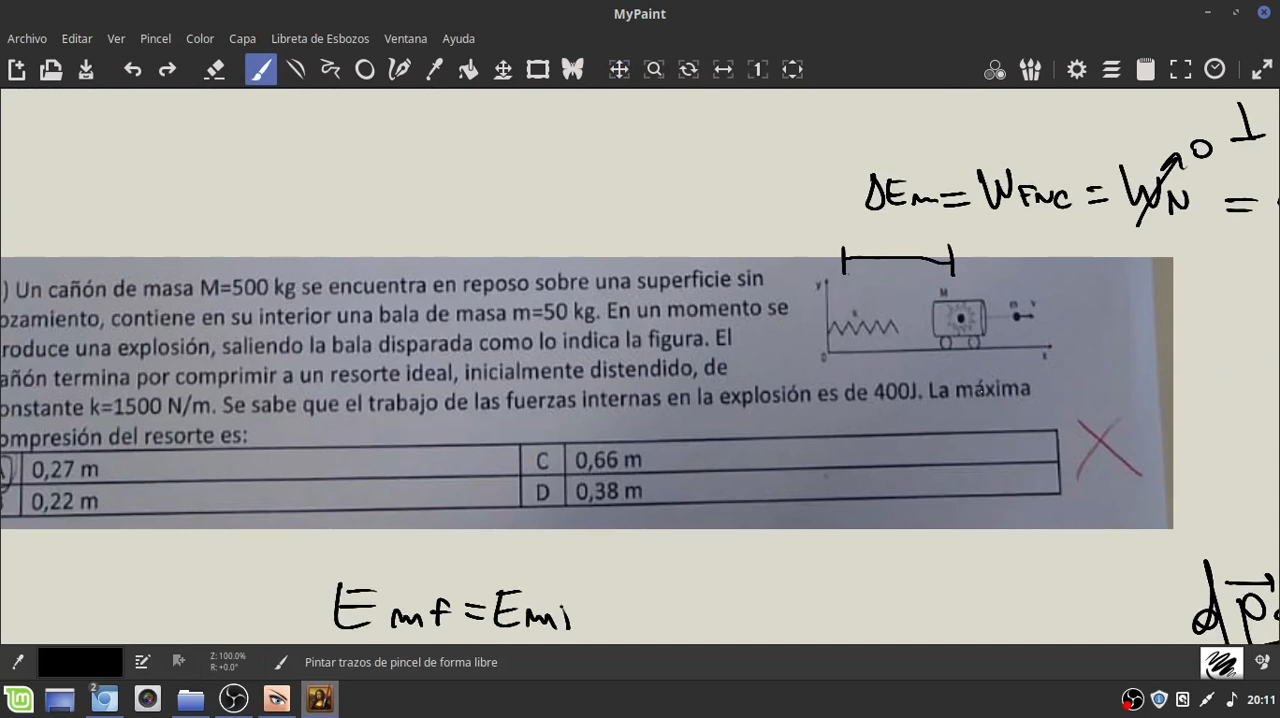 MyPaint
Archivo Editar Ver Pincel Color Capa Libreta de Esbozos Ventana Ayuda
ΔEm = WFNC = WN 0 ⊥ =
) Un cañón de masa M=500 kg se encuentra en reposo sobre una superficie sin
ozamiento, contiene en su interior una bala de masa m=50 kg. En un momento se
roduce una explosión, saliendo la bala disparada como lo indica la figura. El
añón termina por comprimir a un resorte ideal, inicialmente distendido, de
onstante k=1500 N/m. Se sabe que el trabajo de las fuerzas internas en la explosión es de 400J. La máxima
ompresión del resorte es:
y M m v
k
0 x
A 0,27 m C 0,66 m
0,22 m D 0,38 m
Emf = Emi
dp
Z: 100.0%
R: +0.0°
Pintar trazos de pincel de forma libre
2
20:11